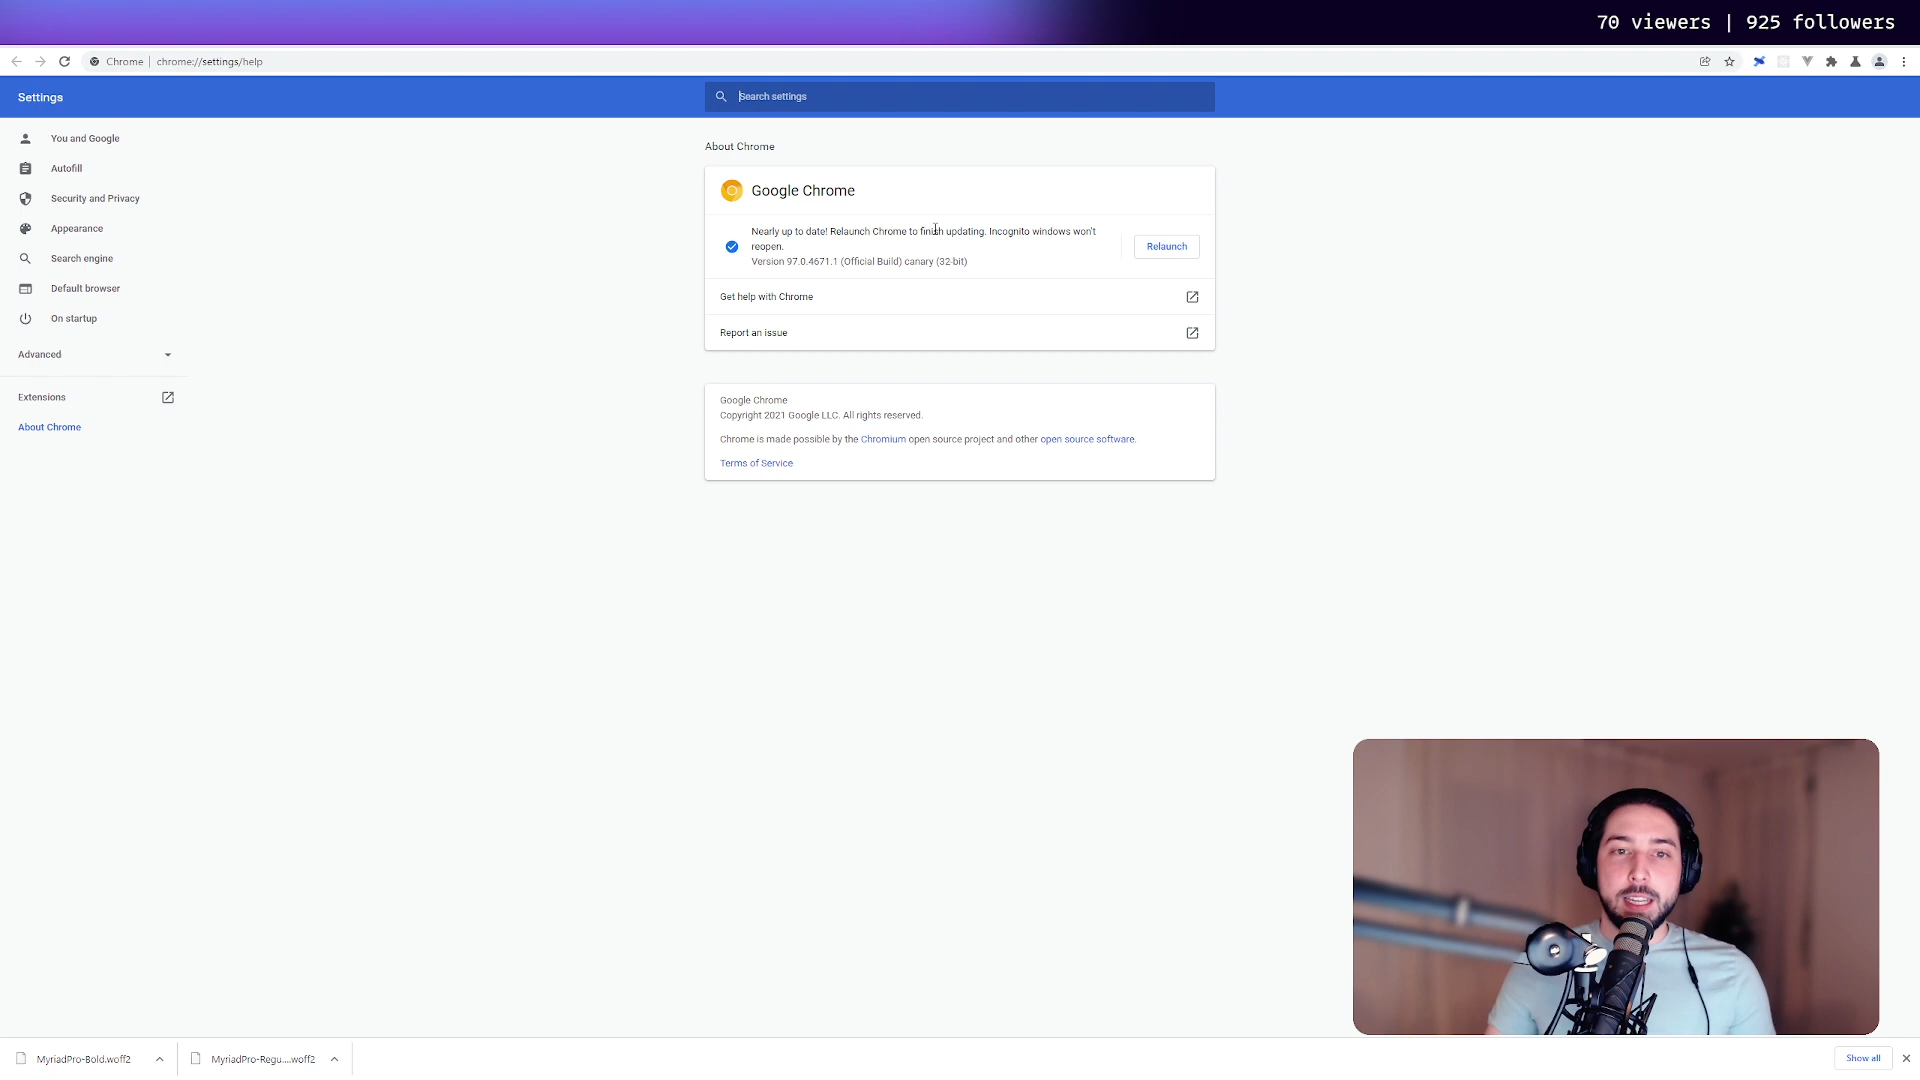 70 viewers | 925 followers
Chrome | chrome://settings/help
Settings
Search settings
You and Google
Autofill
Security and Privacy
Appearance
Search engine
Default browser
On startup
Advanced
Extensions
About Chrome
About Chrome
Google Chrome
Nearly up to date! Relaunch Chrome to finish updating. Incognito windows won't
reopen.
Version 97.0.4671.1 (Official Build) canary (32-bit)
Relaunch
Get help with Chrome
Report an issue
Google Chrome
Copyright 2021 Google LLC. All rights reserved.
Chrome is made possible by the Chromium open source project and other open source software.
Terms of Service
MyriadPro-Bold.woff2
MyriadPro-Regu....woff2
Show all